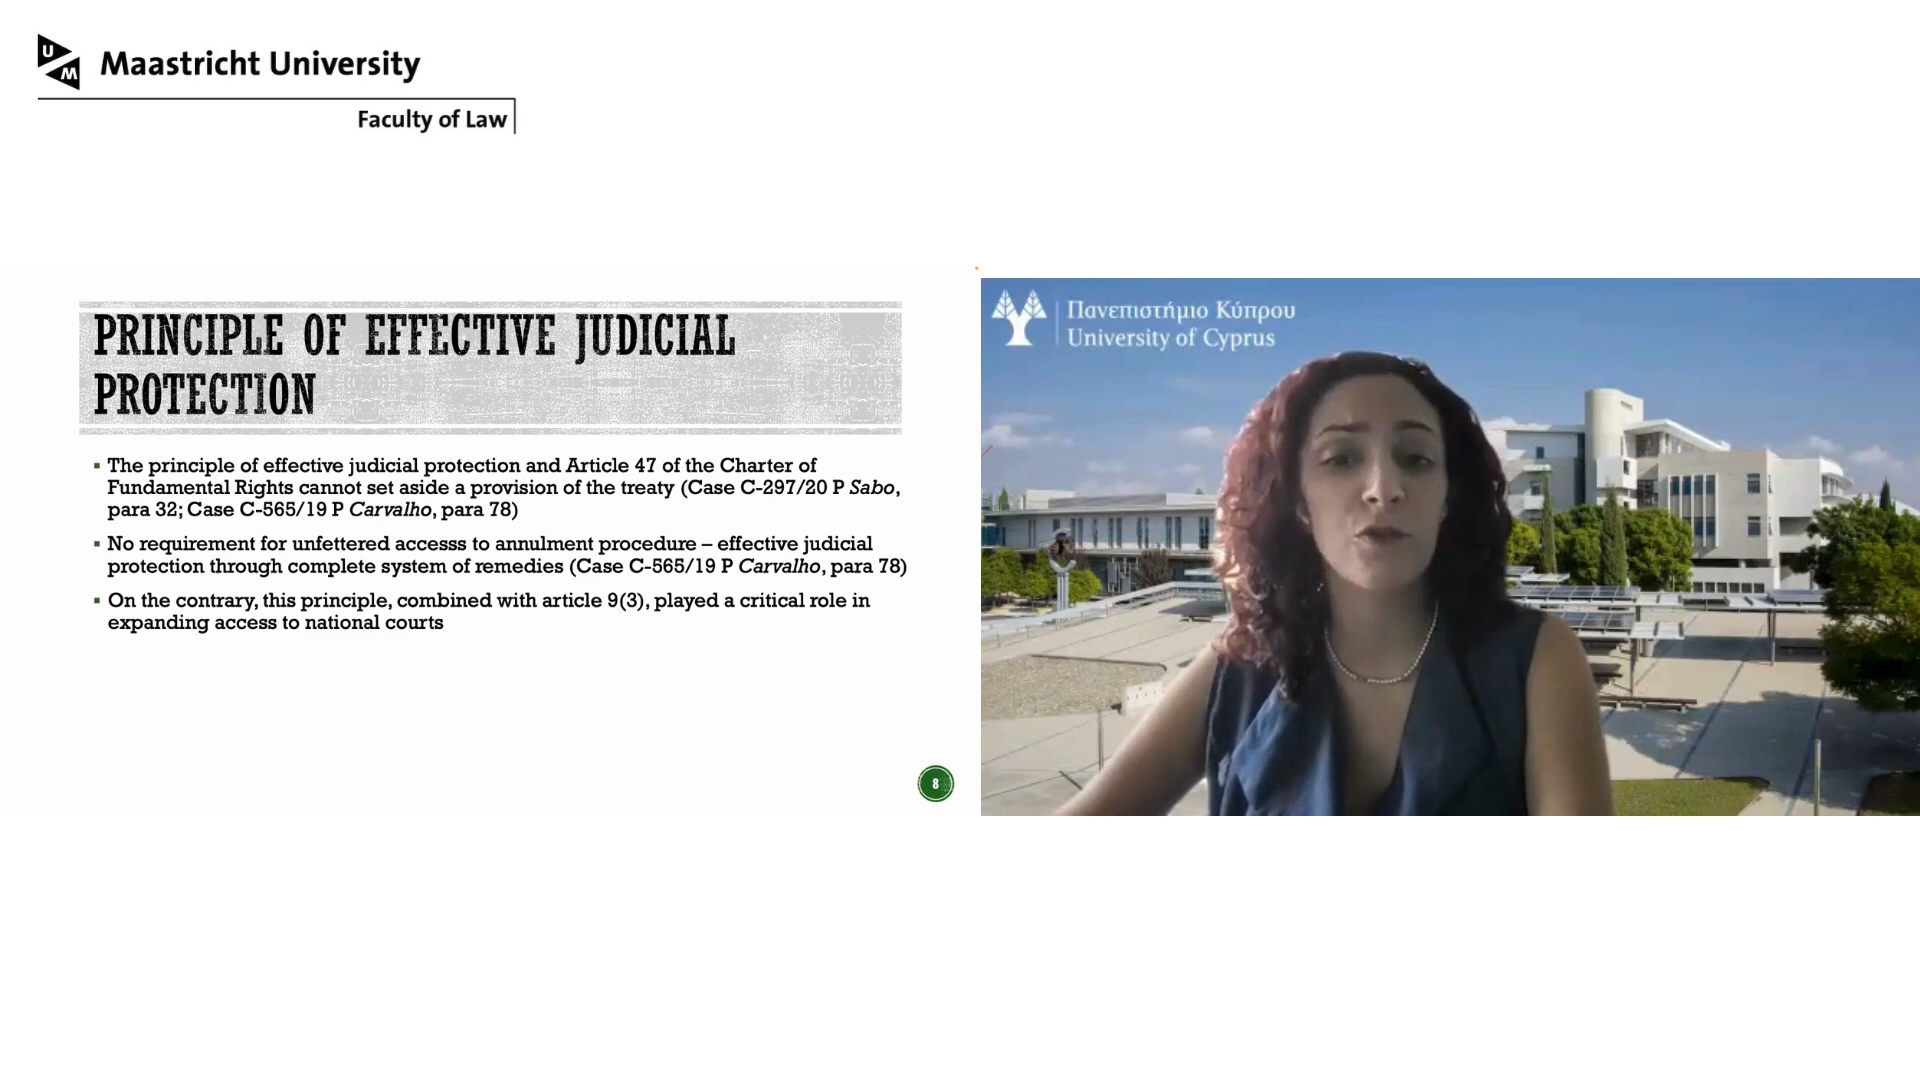 U
M
Maastricht University
Faculty of Law
PRINCIPLE OF EFFECTIVE JUDICIAL
PROTECTION
▪ The principle of effective judicial protection and Article 47 of the Charter of
Fundamental Rights cannot set aside a provision of the treaty (Case C-297/20 P Sabo,
para 32; Case C-565/19 P Carvalho, para 78)
▪ No requirement for unfettered accesss to annulment procedure – effective judicial
protection through complete system of remedies (Case C-565/19 P Carvalho, para 78)
▪ On the contrary, this principle, combined with article 9(3), played a critical role in
expanding access to national courts
8
Πανεπιστήμιο Κύπρου
University of Cyprus